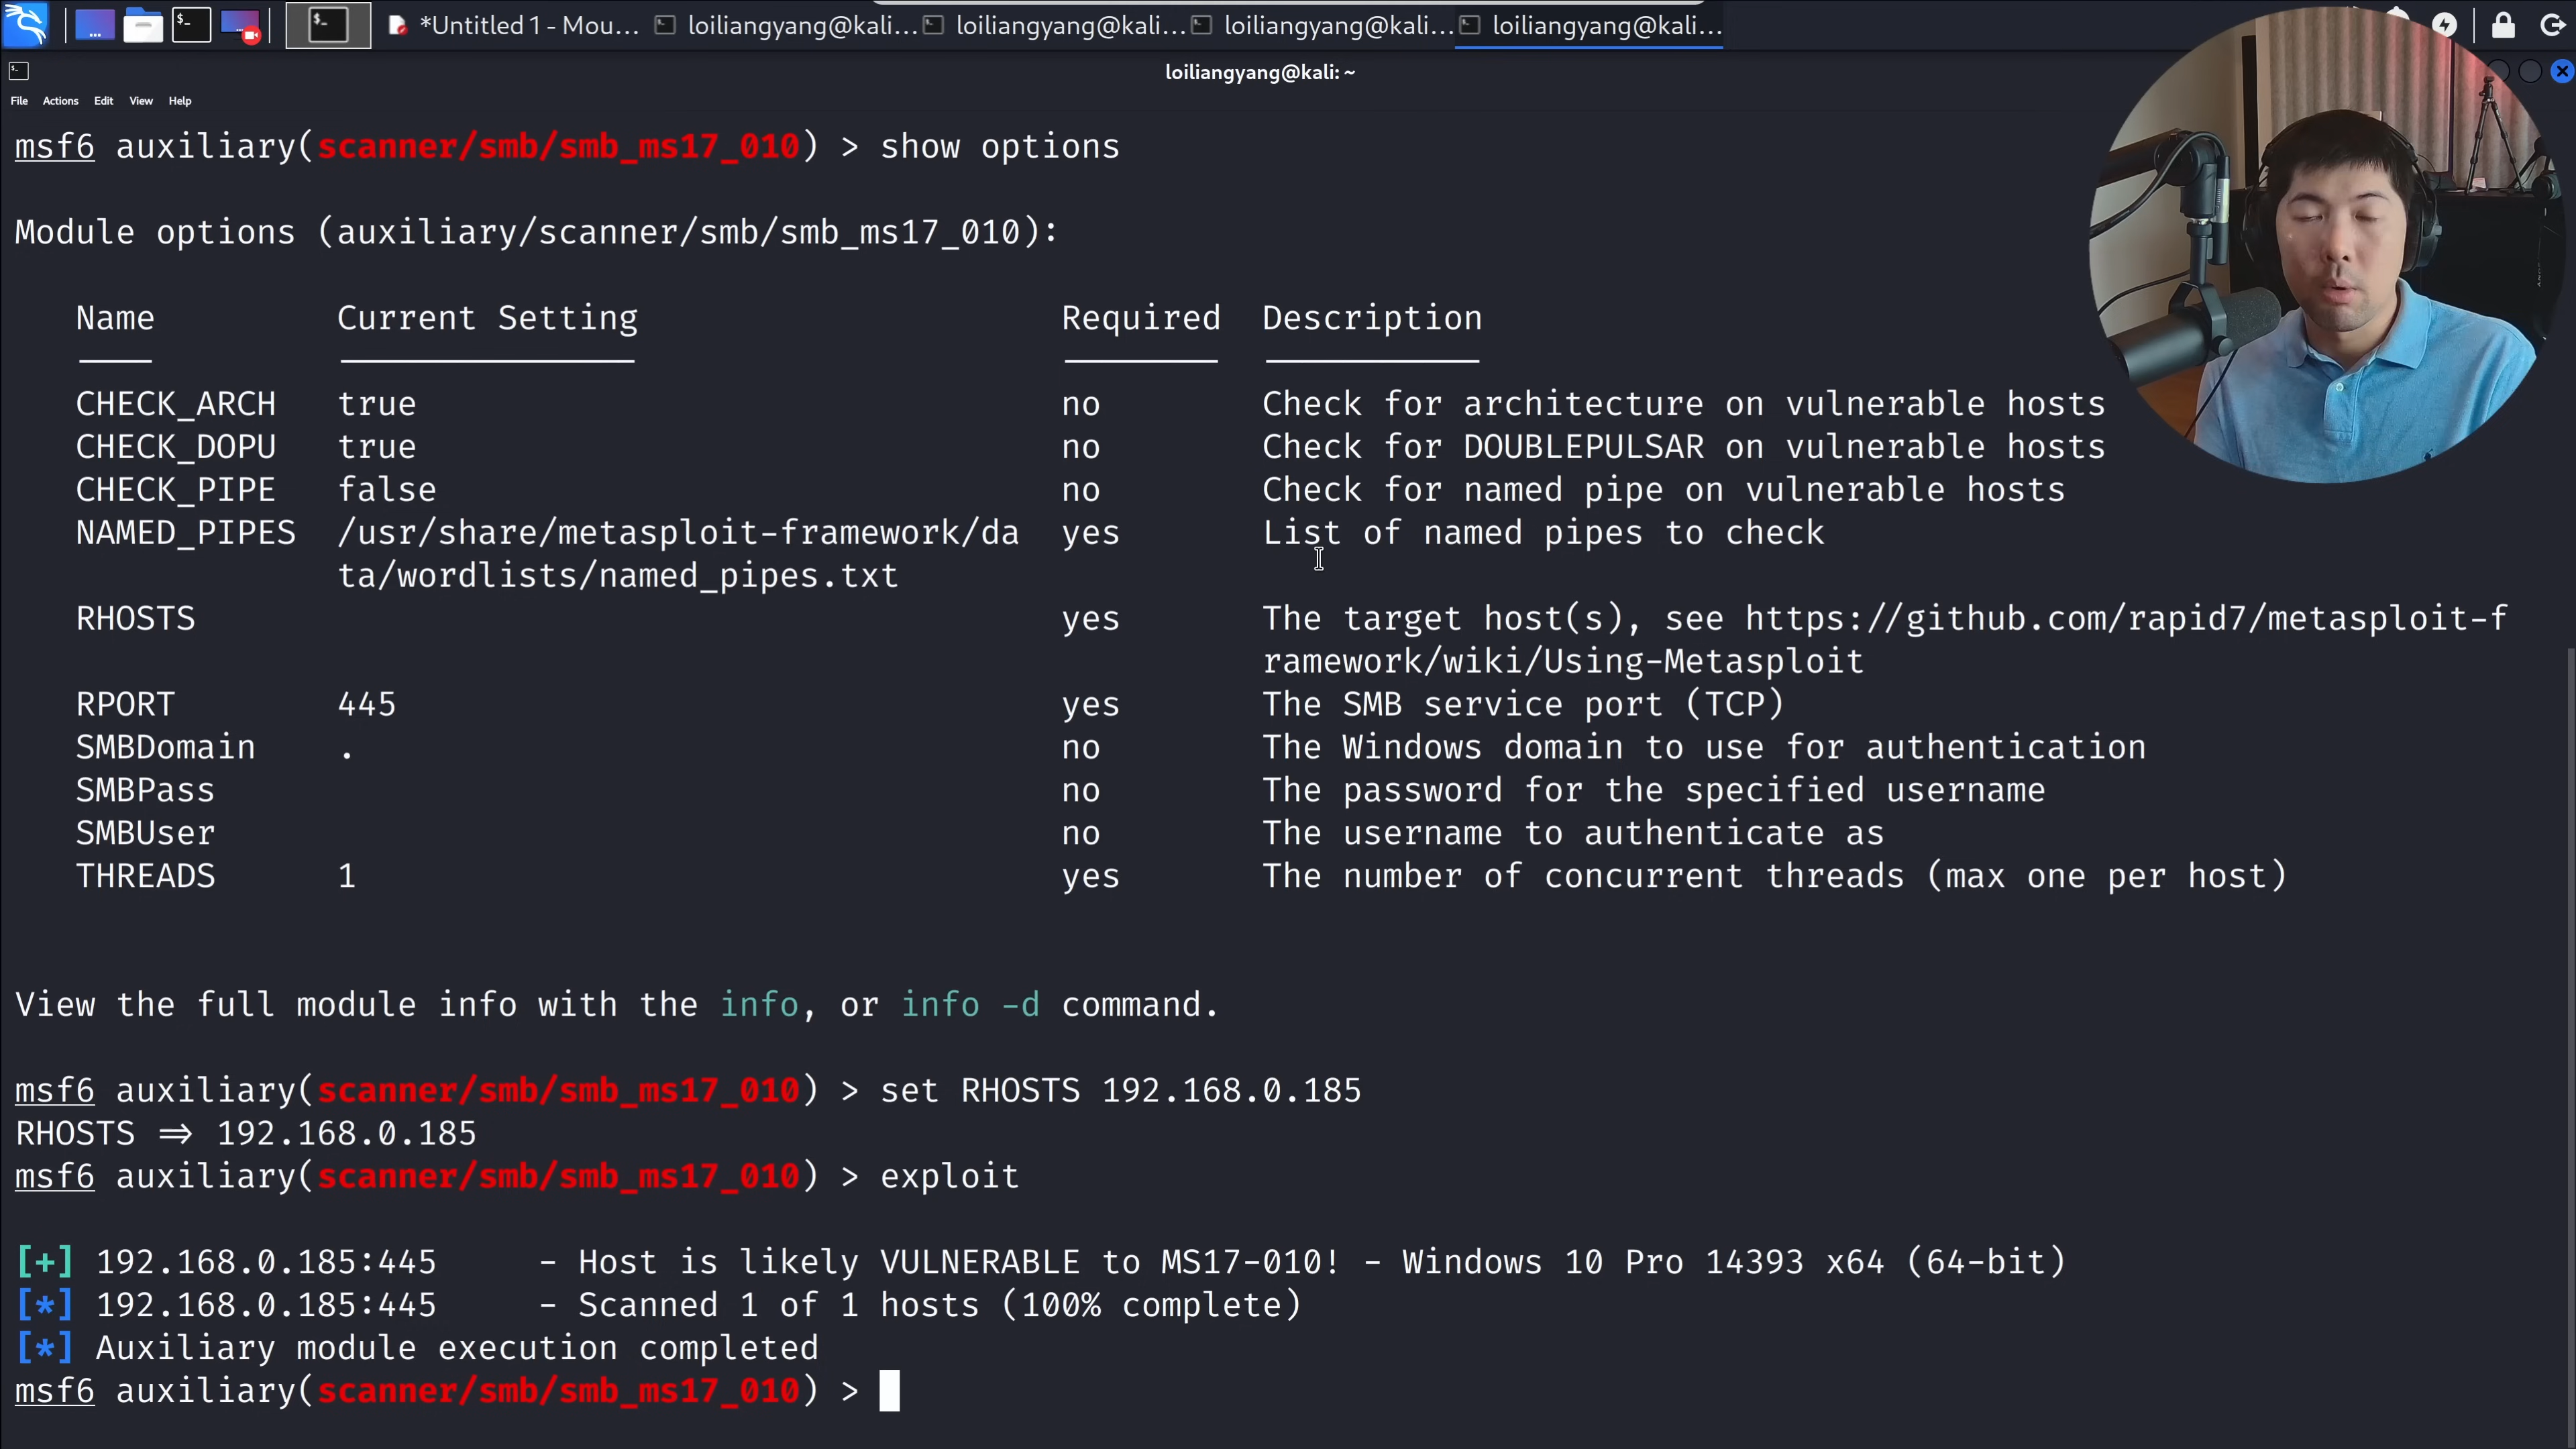 *Untitled 1 - Mou... loiliangyang@kali... loiliangyang@kali... loiliangyang@kali... loiliangyang@kali...
loiliangyang@kali: ~
File Actions Edit View Help
msf6 auxiliary(scanner/smb/smb_ms17_010) > show options
Module options (auxiliary/scanner/smb/smb_ms17_010):
Name Current Setting Required Description
CHECK_ARCH true no Check for architecture on vulnerable hosts
CHECK_DOPU true no Check for DOUBLEPULSAR on vulnerable hosts
CHECK_PIPE false no Check for named pipe on vulnerable hosts
NAMED_PIPES /usr/share/metasploit-framework/da yes List of named pipes to check
ta/wordlists/named_pipes.txt
RHOSTS yes The target host(s), see https://github.com/rapid7/metasploit-f
ramework/wiki/Using-Metasploit
RPORT 445 yes The SMB service port (TCP)
SMBDomain . no The Windows domain to use for authentication
SMBPass no The password for the specified username
SMBUser no The username to authenticate as
THREADS 1 yes The number of concurrent threads (max one per host)
View the full module info with the info, or info -d command.
msf6 auxiliary(scanner/smb/smb_ms17_010) > set RHOSTS 192.168.0.185
RHOSTS ⇒ 192.168.0.185
msf6 auxiliary(scanner/smb/smb_ms17_010) > exploit
[+] 192.168.0.185:445 - Host is likely VULNERABLE to MS17-010! - Windows 10 Pro 14393 x64 (64-bit)
[*] 192.168.0.185:445 - Scanned 1 of 1 hosts (100% complete)
[*] Auxiliary module execution completed
msf6 auxiliary(scanner/smb/smb_ms17_010) >